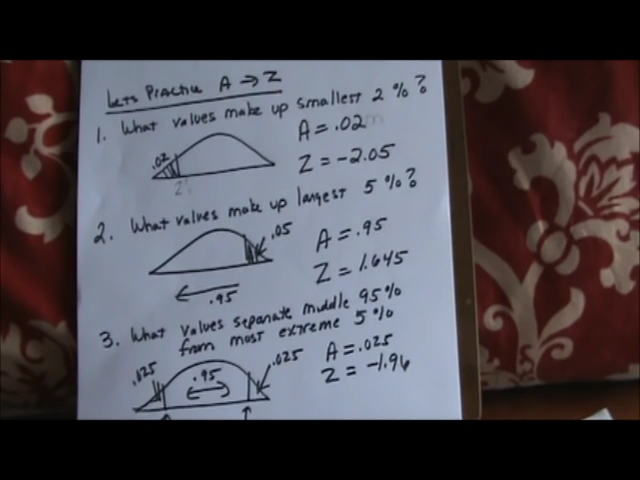 Lets Practice A → Z
1. What values make up smallest 2%?
.02
A = .02
Z = -2.05
2. What values make up largest 5%?
.05
A = .95
Z = 1.645
.95
3. What values separate middle 95%
from most extreme 5%
.025
.95
.025
A = .025
Z = -1.96